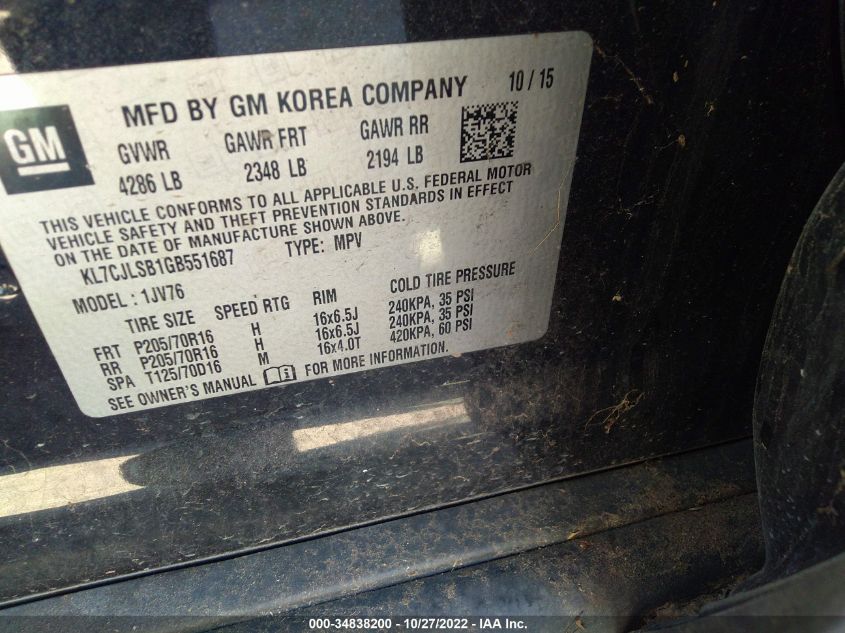 GM
MFD BY GM KOREA COMPANY 10 / 15
GVWR GAWR FRT GAWR RR
4286 LB 2348 LB 2194 LB
THIS VEHICLE CONFORMS TO ALL APPLICABLE U.S. FEDERAL MOTOR
VEHICLE SAFETY AND THEFT PREVENTION STANDARDS IN EFFECT
ON THE DATE OF MANUFACTURE SHOWN ABOVE.
KL7CJLSB1GB551687 TYPE: MPV
MODEL : 1JV76
TIRE SIZE SPEED RTG RIM COLD TIRE PRESSURE
FRT P205/70R16 H 16x6.5J 240KPA, 35 PSI
RR P205/70R16 H 16x6.5J 240KPA, 35 PSI
SPA T125/70D16 M 16x4.0T 420KPA, 60 PSI
SEE OWNER'S MANUAL FOR MORE INFORMATION.
000-34838200 - 10/27/2022 - IAA Inc.